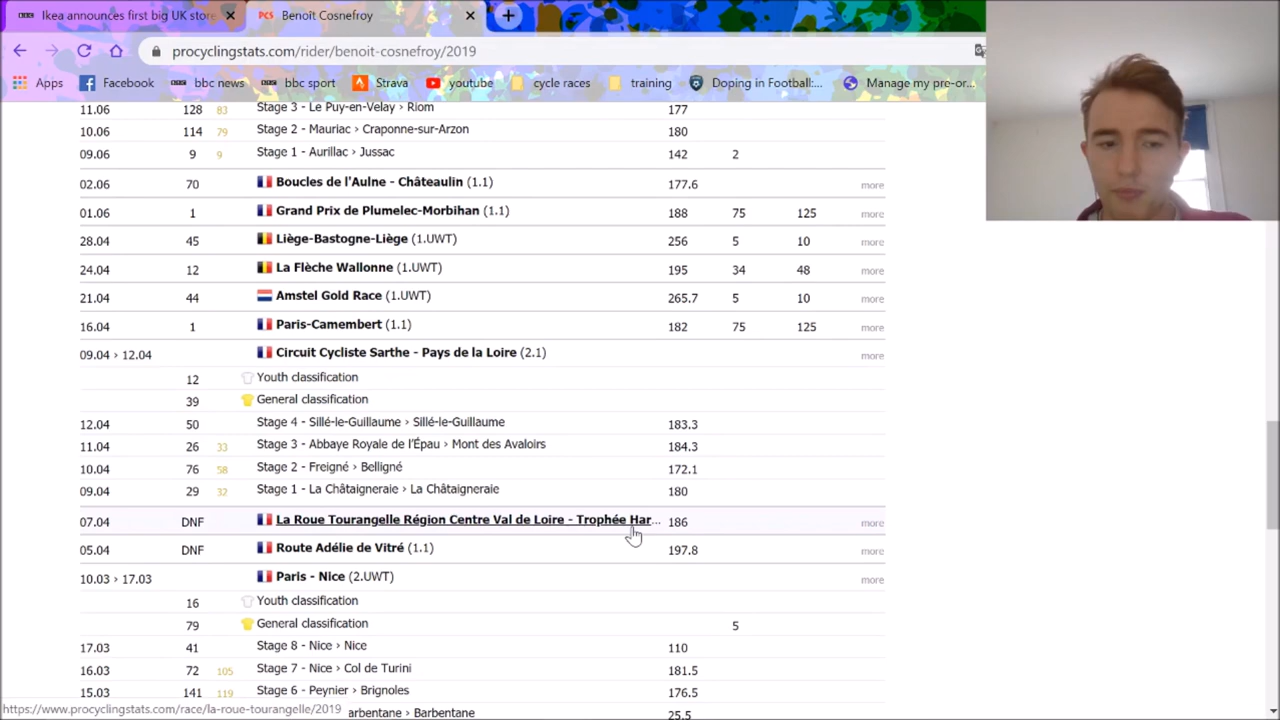 Ikea announces first big UK store
PCS Benoît Cosnefroy
procyclingstats.com/rider/benoit-cosnefroy/2019
Apps Facebook BBC bbc news BBC bbc sport Strava youtube cycle races training Doping in Football:... Manage my pre-or...
11.06 128 83 Stage 3 - Le Puy-en-Velay › Riom 177
10.06 114 79 Stage 2 - Mauriac › Craponne-sur-Arzon 180
09.06 9 9 Stage 1 - Aurillac › Jussac 142 2
02.06 70 Boucles de l'Aulne - Châteaulin (1.1) 177.6 more
01.06 1 Grand Prix de Plumelec-Morbihan (1.1) 188 75 125 more
28.04 45 Liège-Bastogne-Liège (1.UWT) 256 5 10 more
24.04 12 La Flèche Wallonne (1.UWT) 195 34 48 more
21.04 44 Amstel Gold Race (1.UWT) 265.7 5 10 more
16.04 1 Paris-Camembert (1.1) 182 75 125 more
09.04 › 12.04 Circuit Cycliste Sarthe - Pays de la Loire (2.1) more
12 Youth classification
39 General classification
12.04 50 Stage 4 - Sillé-le-Guillaume › Sillé-le-Guillaume 183.3
11.04 26 33 Stage 3 - Abbaye Royale de l'Épau › Mont des Avaloirs 184.3
10.04 76 58 Stage 2 - Freigné › Belligné 172.1
09.04 29 32 Stage 1 - La Châtaigneraie › La Châtaigneraie 180
07.04 DNF La Roue Tourangelle Région Centre Val de Loire - Trophée Har... 186 more
05.04 DNF Route Adélie de Vitré (1.1) 197.8 more
10.03 › 17.03 Paris - Nice (2.UWT) more
16 Youth classification
79 General classification 5
17.03 41 Stage 8 - Nice › Nice 110
16.03 72 105 Stage 7 - Nice › Col de Turini 181.5
15.03 141 119 Stage 6 - Peynier › Brignoles 176.5
arbentane › Barbentane 25.5
https://www.procyclingstats.com/race/la-roue-tourangelle/2019